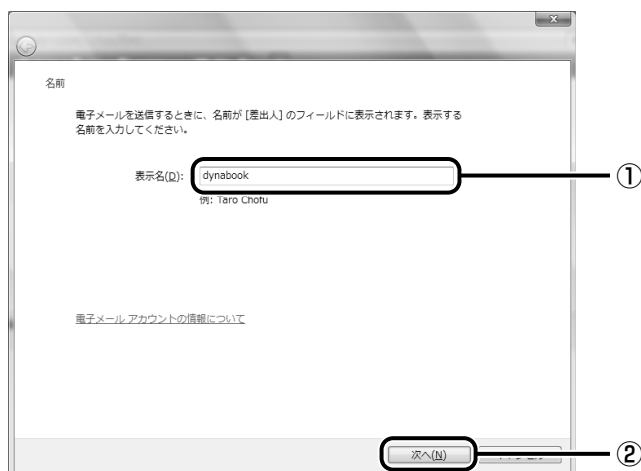 名前
電子メールを送信するときに、名前が [差出人] のフィールドに表示されます。表示する
名前を入力してください。
表示名(D): dynabook ①
例: Taro Chofu
電子メール アカウントの情報について
次へ(N) ②